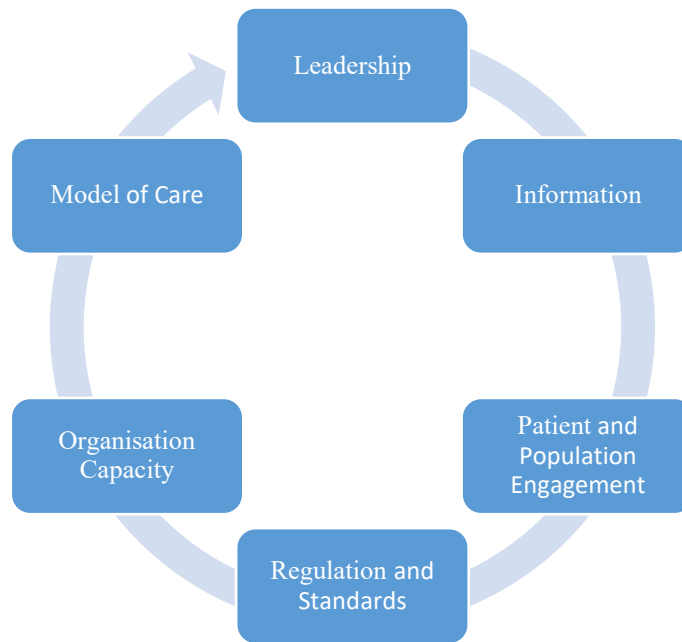 Leadership
Information
Patient and
Population
Engagement
Regulation and
Standards
Organisation
Capacity
Model of Care